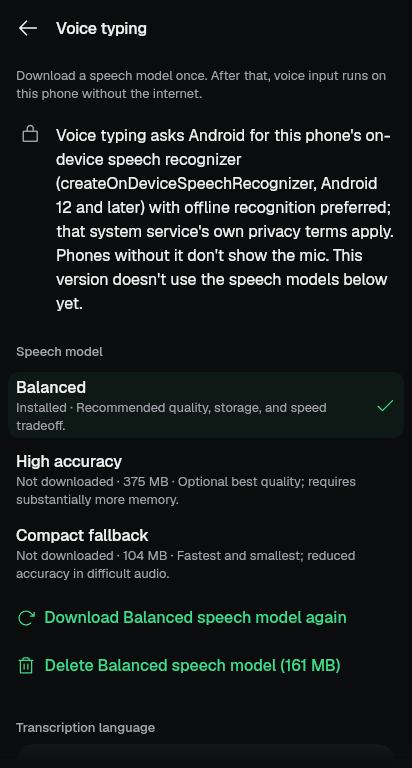 Voice typing
Download a speech model once. After that, voice input runs on
this phone without the internet.
Voice typing asks Android for this phone's on-
device speech recognizer
(createOnDeviceSpeechRecognizer, Android
12 and later) with offline recognition preferred;
that system service's own privacy terms apply.
Phones without it don't show the mic. This
version doesn't use the speech models below
yet.
Speech model
Balanced
Installed · Recommended quality, storage, and speed
tradeoff.
High accuracy
Not downloaded · 375 MB · Optional best quality; requires
substantially more memory.
Compact fallback
Not downloaded · 104 MB · Fastest and smallest; reduced
accuracy in difficult audio.
Download Balanced speech model again
Delete Balanced speech model (161 MB)
Transcription language